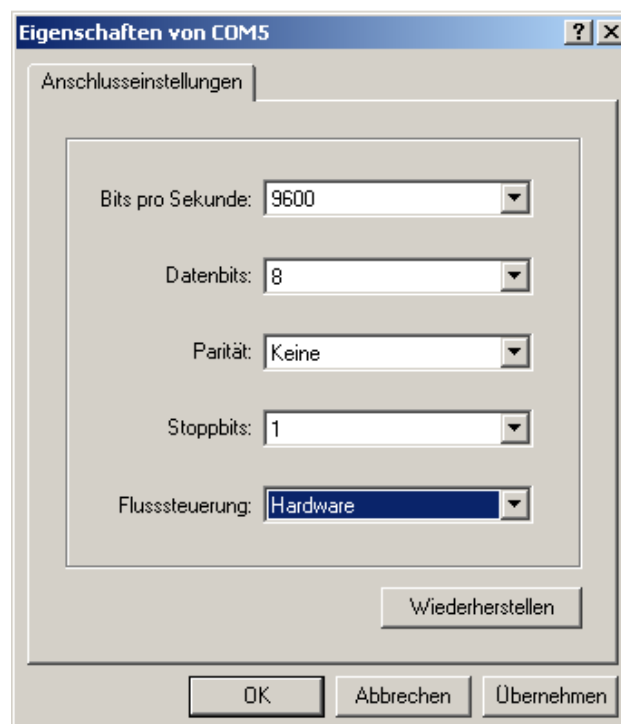 Eigenschaften von COM5
Anschlusseinstellungen
Bits pro Sekunde: 9600
Datenbits: 8
Parität: Keine
Stoppbits: 1
Flusssteuerung: Hardware
Wiederherstellen
OK Abbrechen Übernehmen